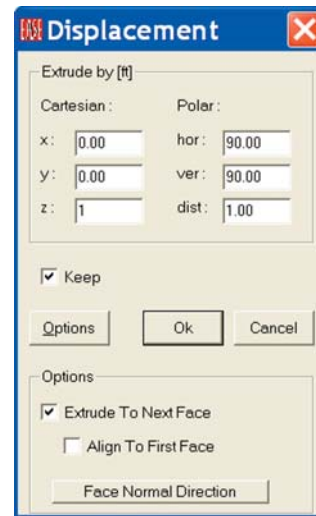 EASE Displacement
Extrude by [ft]
Cartesian : Polar :
x : 0.00 hor : 90.00
y : 0.00 ver : 90.00
z : 1 dist : 1.00
Keep
Options Ok Cancel
Options
Extrude To Next Face
Align To First Face
Face Normal Direction